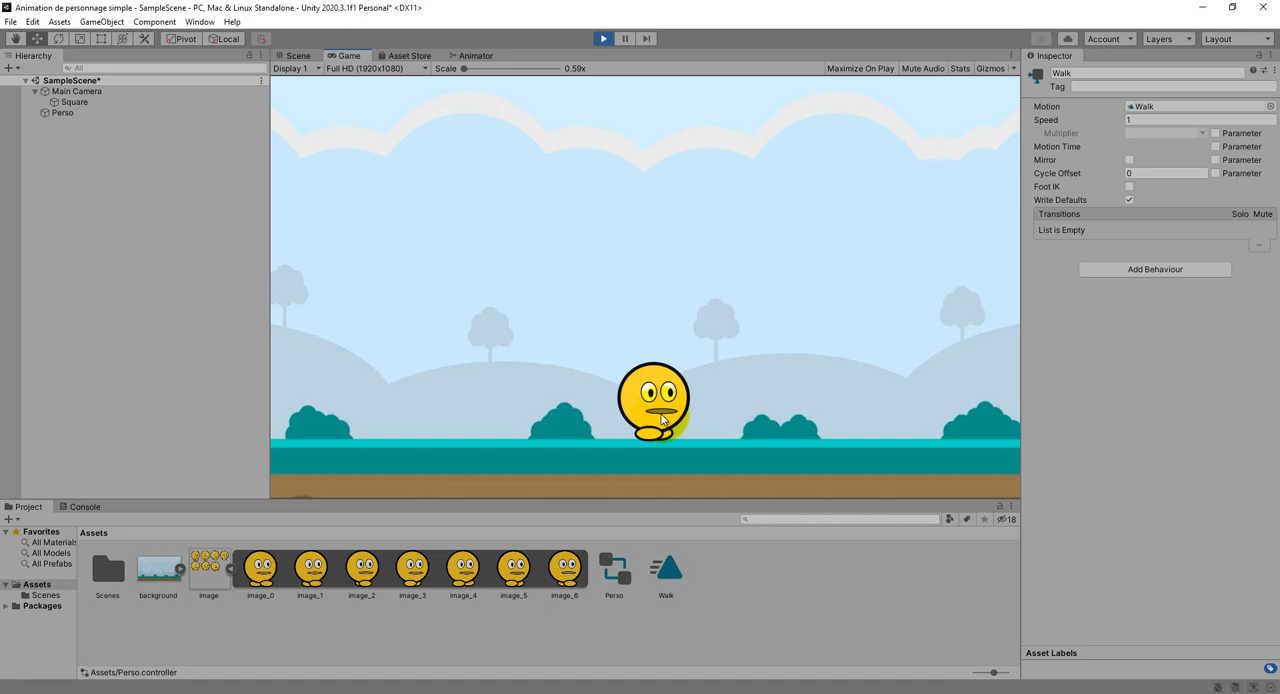 Animation de personnage simple - SampleScene - PC, Mac & Linux Standalone - Unity 2020.3.1f1 Personal* <DX11>
File Edit Assets GameObject Component Window Help
Pivot Local Account Layers Layout
Hierarchy Scene Game Asset Store Animator Inspector
All
Display 1 Full HD (1920x1080) Scale 0.59x Maximize On Play Mute Audio Stats Gizmos
Walk
Tag
SampleScene*
Main Camera
Square
Perso
Motion Walk
Speed 1
Multiplier Parameter
Motion Time Parameter
Mirror Parameter
Cycle Offset 0 Parameter
Foot IK
Write Defaults
Transitions Solo Mute
List is Empty
Add Behaviour
Project Console
18
Favorites
All Materials
All Models
All Prefabs
Assets
Scenes
Packages
Assets
Scenes background image image_0 image_1 image_2 image_3 image_4 image_5 image_6 Perso Walk
Assets/Perso.controller
Asset Labels